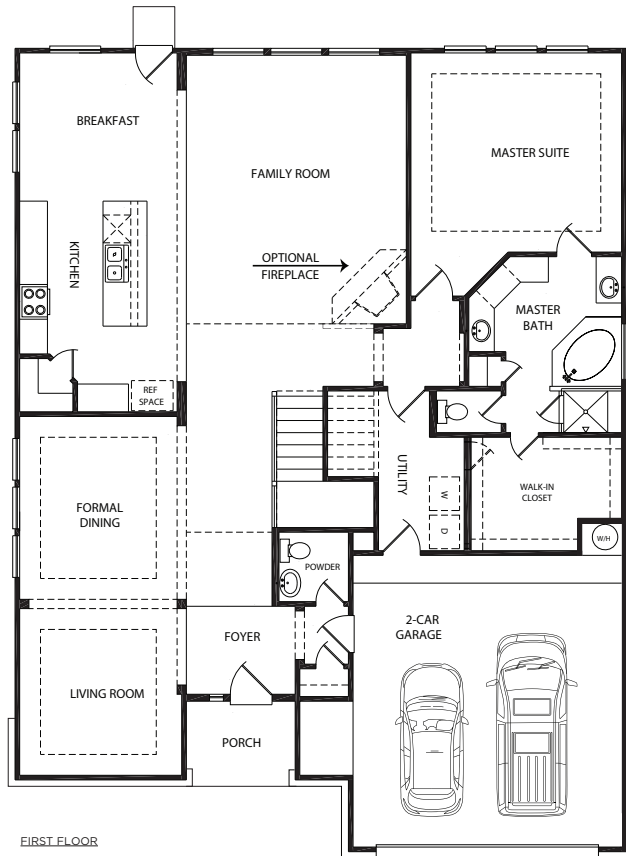 BREAKFAST
FAMILY ROOM
MASTER SUITE
KITCHEN
OPTIONAL
FIREPLACE
MASTER
BATH
REF
SPACE
FORMAL
DINING
UTILITY
W
D
WALK-IN
CLOSET
W/H
POWDER
FOYER
2-CAR
GARAGE
LIVING ROOM
PORCH
FIRST FLOOR